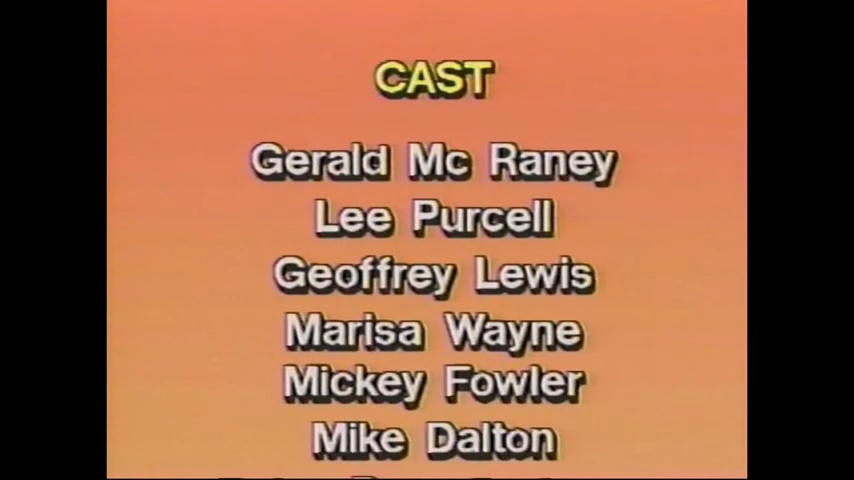 CAST
Gerald Mc Raney
Lee Purcell
Geoffrey Lewis
Marisa Wayne
Mickey Fowler
Mike Dalton